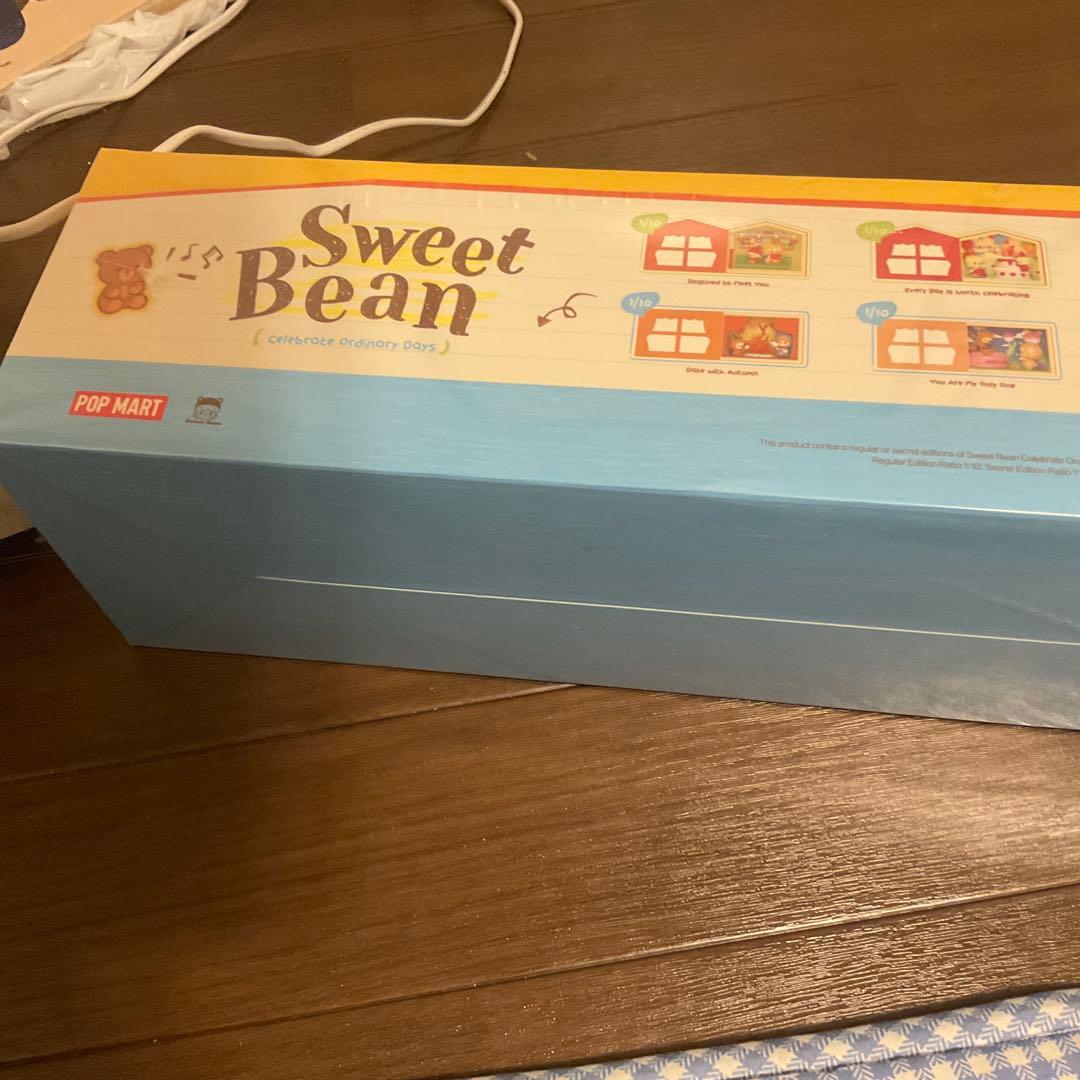 Sweet
Bean
(Celebrate Ordinary Days)
1/10
Destined to Meet You
1/10
Every Day Is Worth Celebrating
1/10
Date with Autumn
1/10
You Are My Only One
POP MART
This product contains regular or secret editions of Sweet Bean Celebrate
Regular Edition Ratio 1:10; Secret Edition Ratio 1